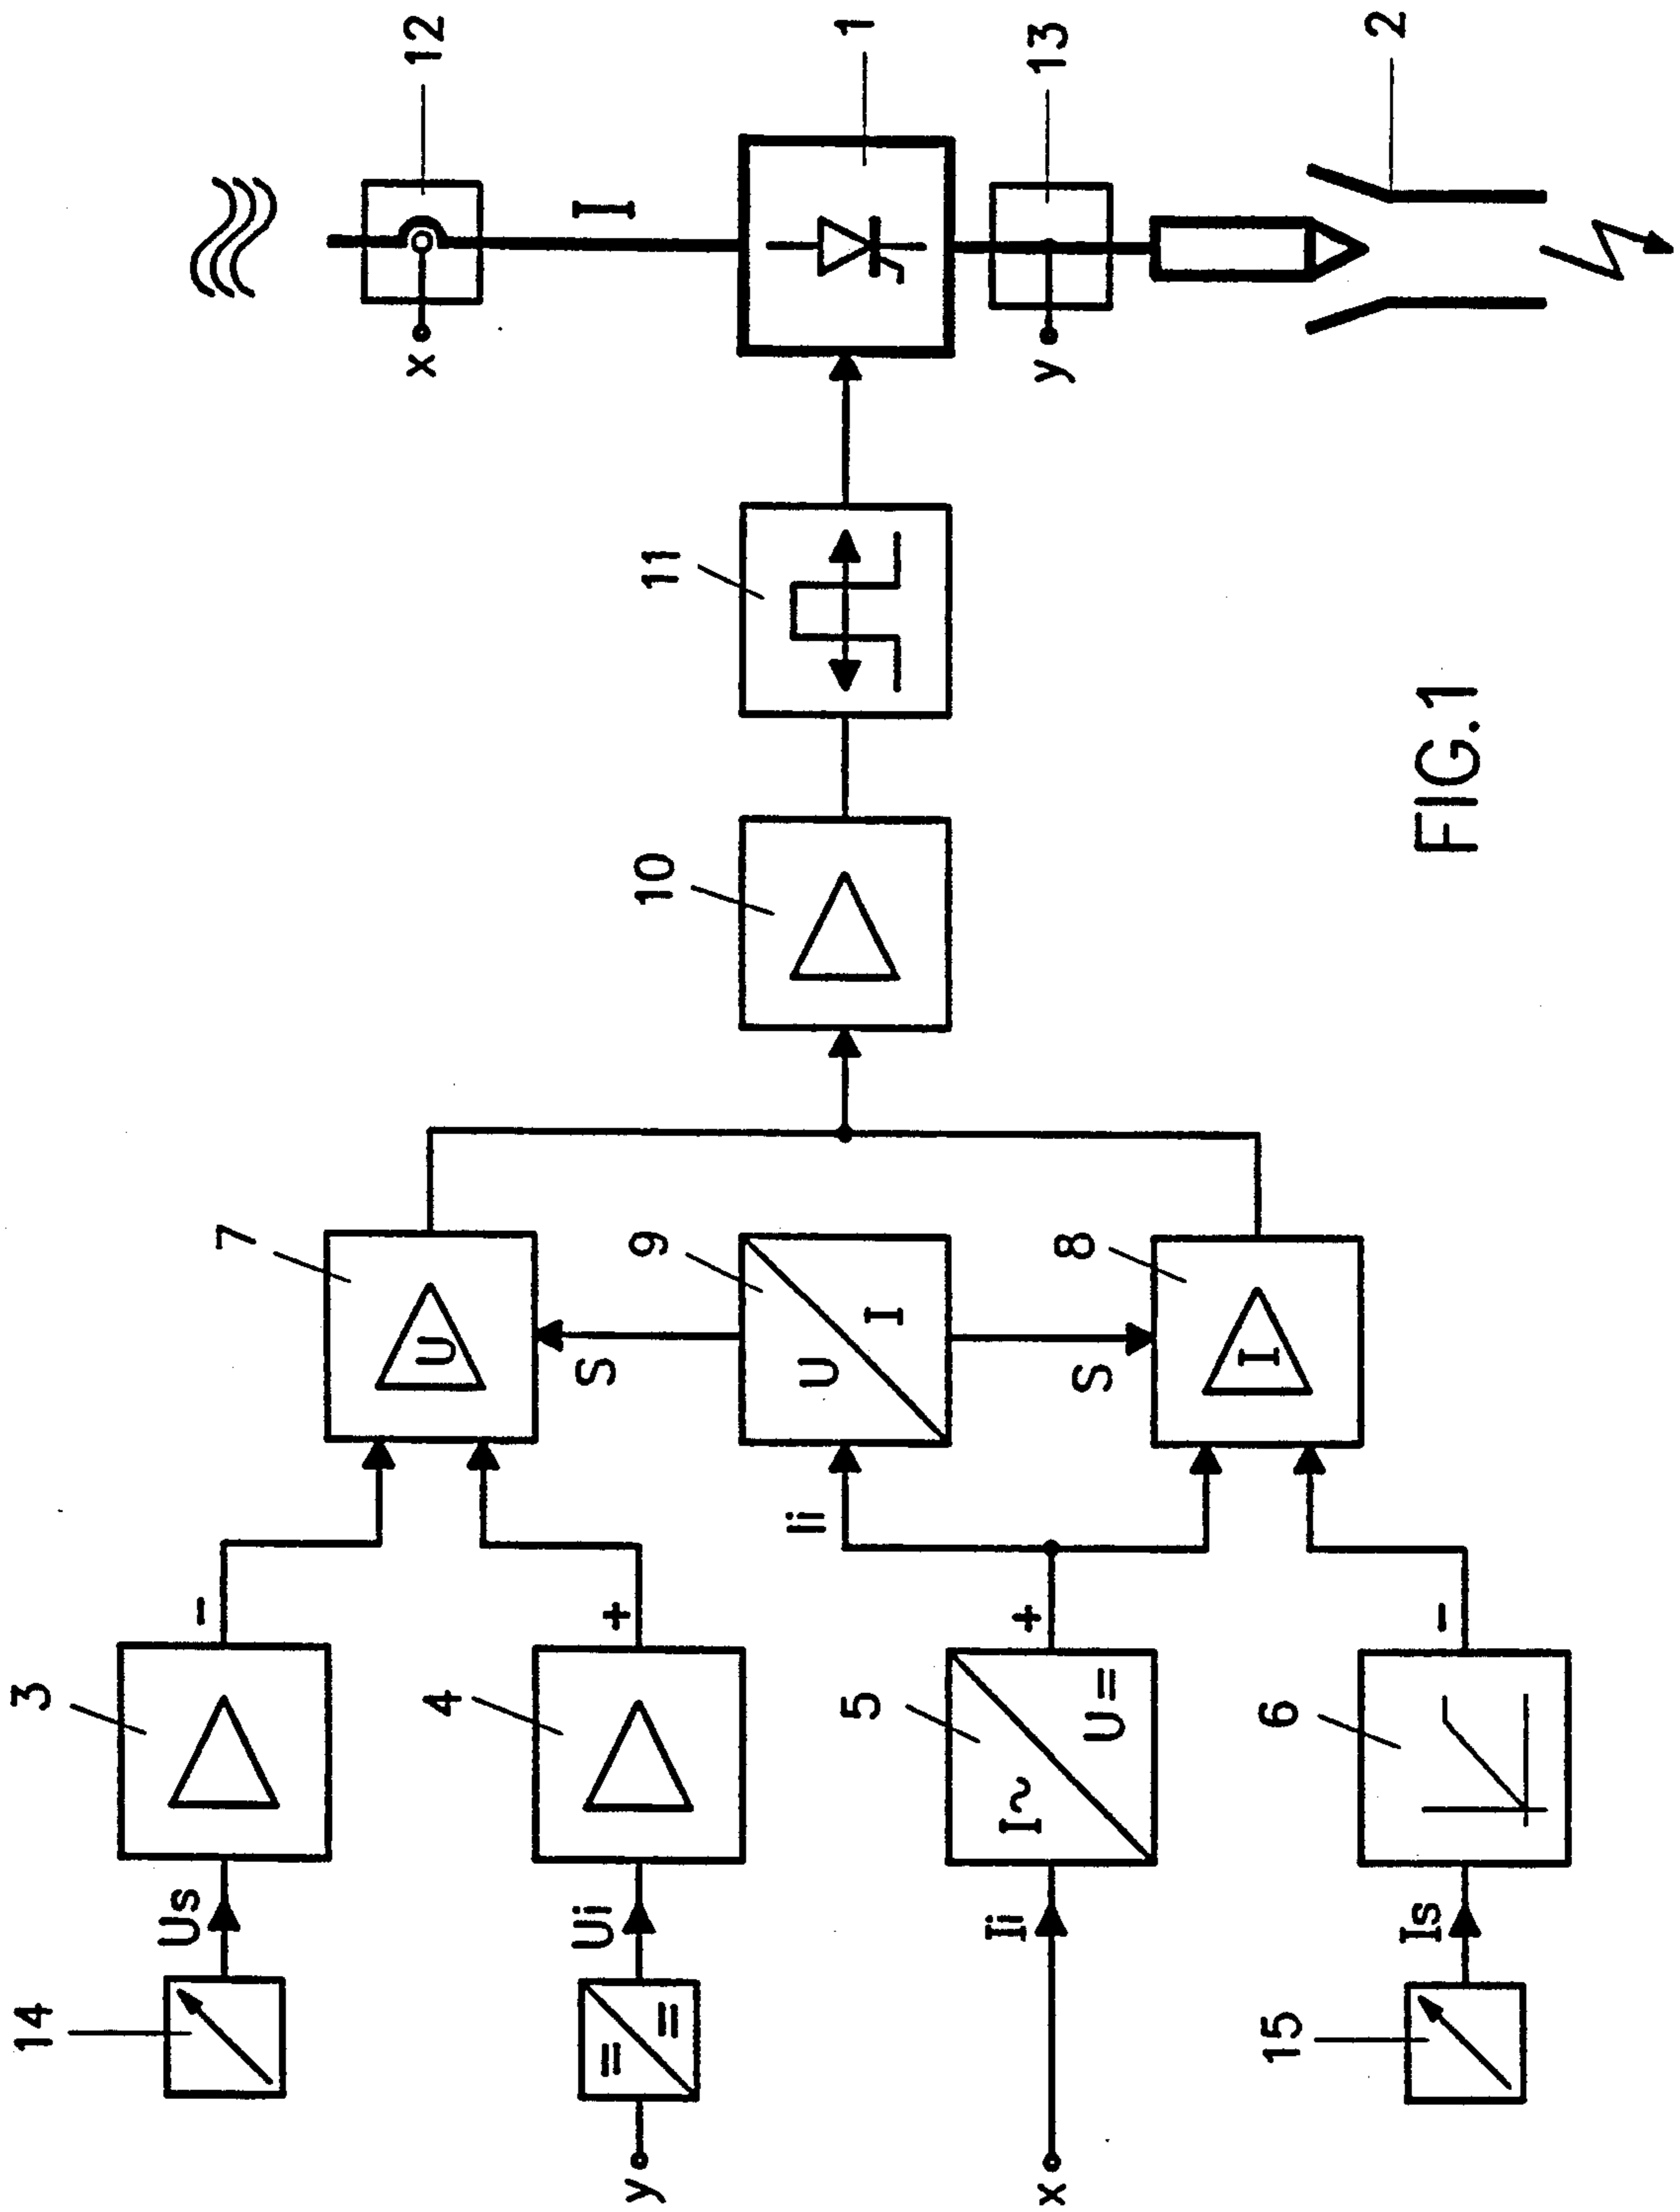 14
3
Us
-
7
U
12
x
I
y
=
=
Ui
4
+
S
10
11
1
9
U
I
Ii
x
Ii
5
I~
U=
+
S
8
I
13
y
15
Is
6
-
2
FIG.1